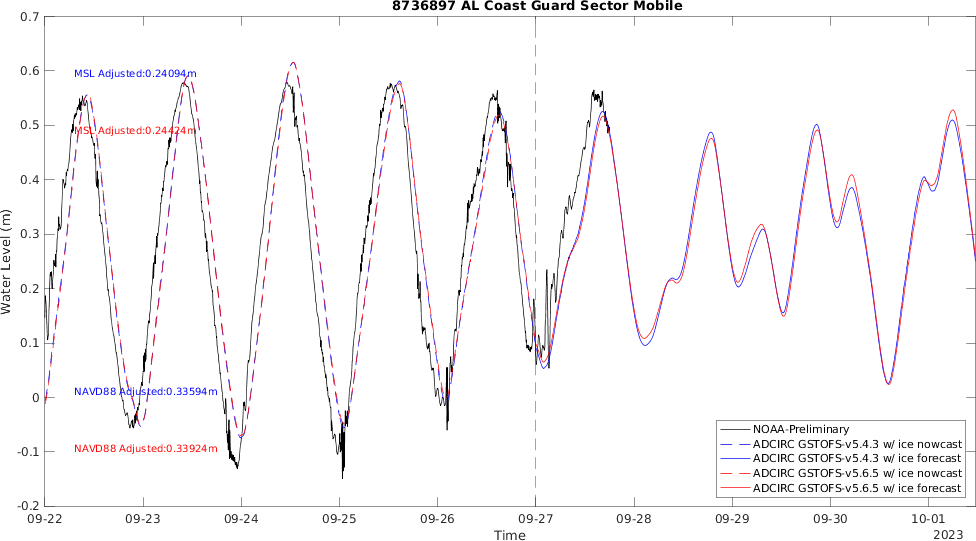 8736897 AL Coast Guard Sector Mobile
0.7
0.6
0.5
0.4
0.3
0.2
0.1
0
-0.1
-0.2
Water Level (m)
MSL Adjusted:0.24094m
MSL Adjusted:0.24424m
NAVD88 Adjusted:0.33594m
NAVD88 Adjusted:0.33924m
NOAA-Preliminary
ADCIRC GSTOFS-v5.4.3 w/ ice nowcast
ADCIRC GSTOFS-v5.4.3 w/ ice forecast
ADCIRC GSTOFS-v5.6.5 w/ ice nowcast
ADCIRC GSTOFS-v5.6.5 w/ ice forecast
09-22 09-23 09-24 09-25 09-26 09-27 09-28 09-29 09-30 10-01
Time
2023